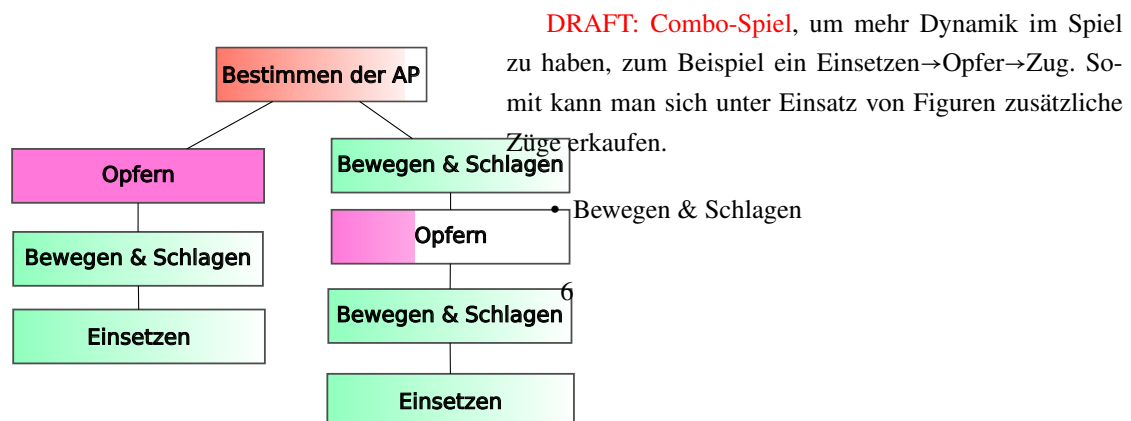 Bestimmen der AP
Opfern
Bewegen & Schlagen
Einsetzen
Bewegen & Schlagen
Opfern
Bewegen & Schlagen
Einsetzen
DRAFT: Combo-Spiel, um mehr Dynamik im Spiel
zu haben, zum Beispiel ein Einsetzen→Opfer→Zug. So-
mit kann man sich unter Einsatz von Figuren zusätzliche
Züge erkaufen.
• Bewegen & Schlagen
6